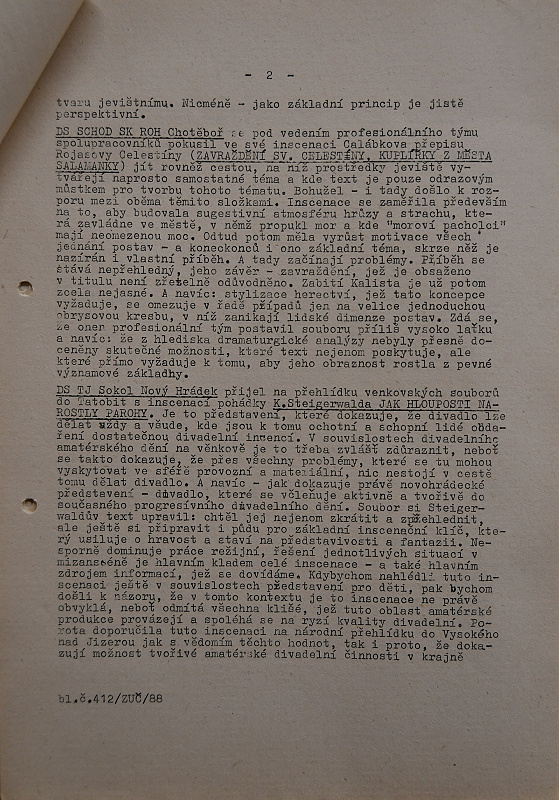 - 2 -
tvaru jevištnímu. Nicméně - jako základní princip je jistě
perspektivní.
DS SCHOD SK ROH Chotěboř se pod vedením profesionálního týmu
spolupracovníků pokusil ve své inscenaci Calábkova přepisu
Rojasovy Celestíny (ZAVRAŽDĚNÍ SV. CELESTÝNY, KUPLÍŘKY Z MĚSTA
SALAMANKY) jít rovněž cestou, na níž prostředky jeviště vy-
tvářejí naprosto samostatné téma a kde text je pouze odrazovým
můstkem pro tvorbu tohoto tématu. Bohužel - i tady došlo k roz-
poru mezi oběma těmito složkami. Inscenace se zaměřila především
na to, aby budovala sugestivní atmosféru hrůzy a strachu, kte-
rá zavládne ve městě, v němž propukl mor a kde "moroví pacholci"
mají neomezenou moc. Odtud potom měla vyrůst motivace všech
jednání postav - a konckonců i ono základní téma, skrze něž je
nazírán i vlastní příběh. A tady začínají problémy. Příběh se
stává nepřehledný, jeho závěr - zavraždění, jež je obsaženo
v titulu není zřetelně odůvodněno. Zabití Kalista je už potom
zcela nejasné. A navíc: stylizace herectví, jež tato koncepce
vyžaduje, se omezuje v řadě případů jen na velice jednoduchou
obrysovou kresbu, v níž zanikají lidské dimenze postav. Zdá se,
že onen profesionální tým postavil souboru příliš vysoko laťku
a navíc: že z hlediska dramaturgické analýzy nebyly přesně do-
ceněny skutečné možnosti, které text nejenom poskytuje, ale
které přímo vyžaduje k tomu, aby jeho obraznost rostla z pevné
významové základny.
DS TJ Sokol Nový Hrádek přijel na přehlídku venkovských souborů
do Tatobit s inscenací pohádky K.Steigerwalda JAK HLOUPOSTI NA-
ROSTLY PAROHY. Je to představení, které dokazuje, že divadlo lze
dělat vždy a všude, kde jsou k tomu ochotní a schopní lidé obda-
ření dostatečnou divadelní invencí. V souvislostech divadelního
amatérského dění na venkově je to třeba zvlášť zdůraznit, neboť
se takto dokazuje, že přes všechny problémy, které se tu mohou
vyskytovat ve sféře provozní a materiální, nic nestojí v cestě
tomu dělat divadlo. A navíc - jak dokazuje právě novohrádecké
představení - divadlo, které se včleňuje aktivně a tvořivě do
současného progresívního divadelního dění. Soubor si Steiger-
waldův text upravil: chtěl jej nejenom zkrátit a zpřehlednit,
ale ještě si připravit i půdu pro základní inscenační klíč, kte-
rý usiluje o hravost a staví na představivosti a fantazii. Ne-
sporně dominuje práce režijní, řešení jednotlivých situací v
mizanscéně je hlavním kladem celé inscenace - a také hlavním
zdrojem informací, jež se dovídáme. Kdybychom nahlédli tuto in-
scenaci ještě v souvislostech představení pro děti, pak bychom
došli k názoru, že v tomto kontextu je to inscenace ne právě
obvyklá, neboť odmítá všechna klišé, jež tuto oblast amatérské
produkce provázejí a spoléhá se na ryzí kvality divadelní. Po-
rota doporučila tuto inscenaci na národní přehlídku do Vysokého
nad Jizerou jak s vědomím těchto hodnot, tak i proto, že doka-
zují možnost tvořivé amatérské divadelní činnosti v krajně
bl.č.412/ZUČ/88